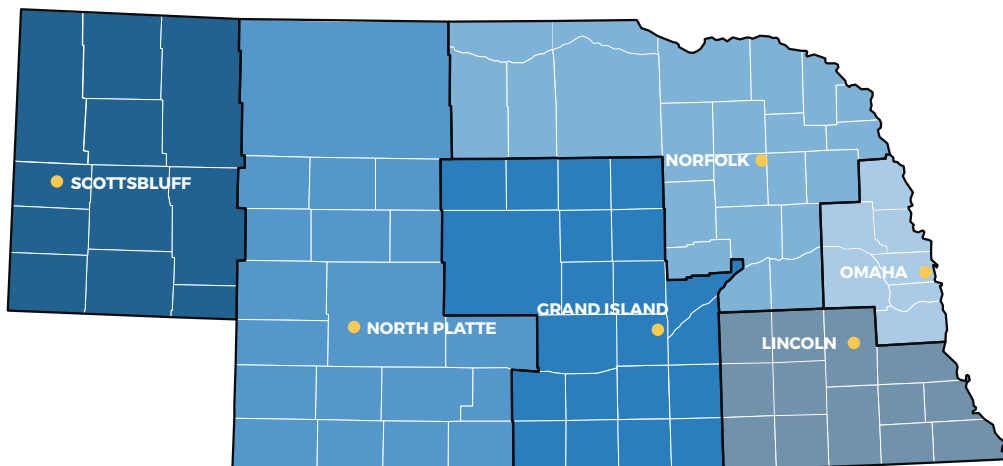 NORFOLK
SCOTTSBLUFF
OMAHA
GRAND ISLAND
NORTH PLATTE
LINCOLN